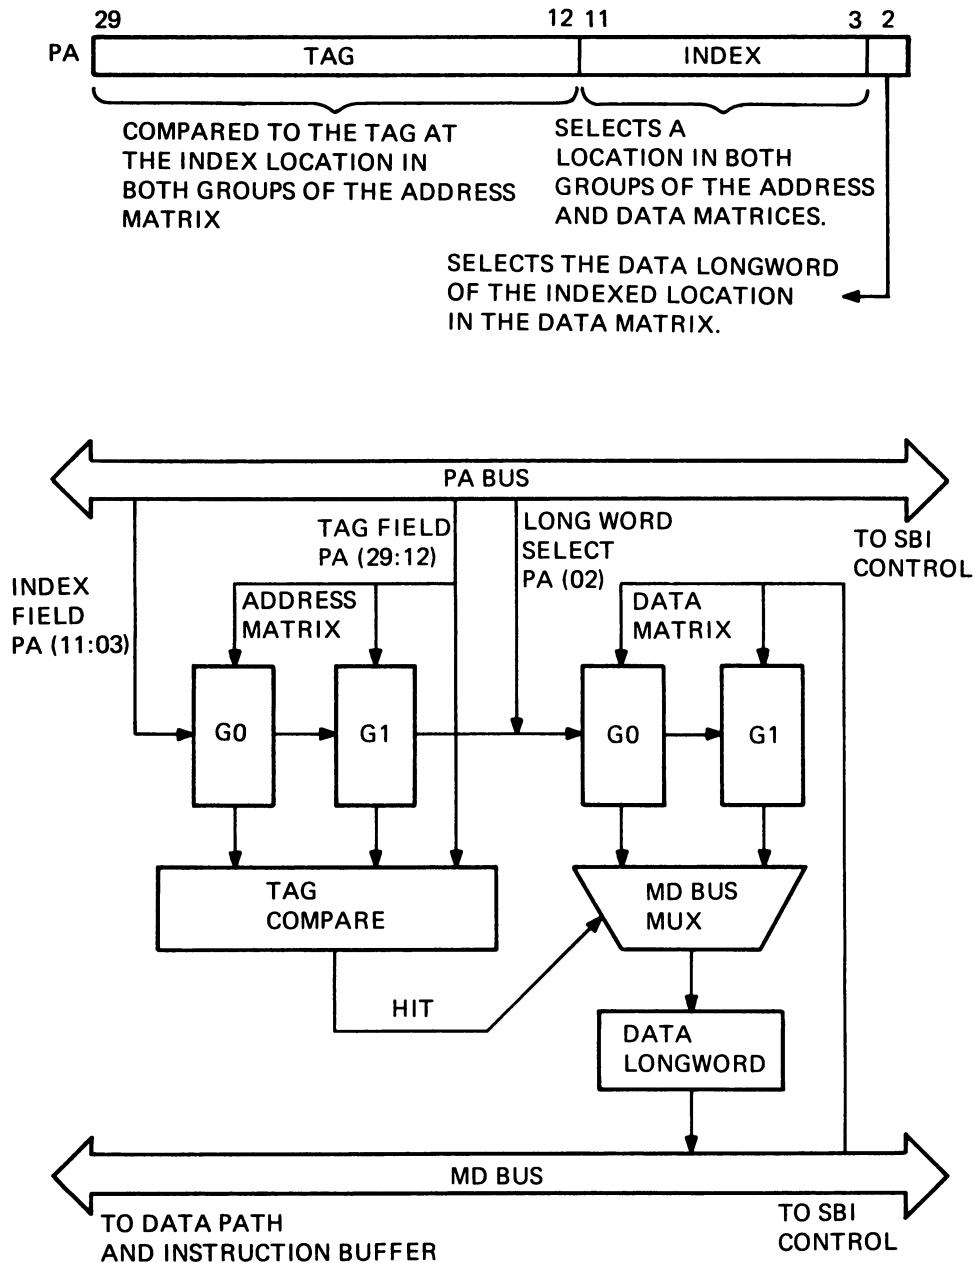 29 12 11 3 2
PA TAG INDEX
COMPARED TO THE TAG AT
THE INDEX LOCATION IN
BOTH GROUPS OF THE ADDRESS
MATRIX
SELECTS A
LOCATION IN BOTH
GROUPS OF THE ADDRESS
AND DATA MATRICES.
SELECTS THE DATA LONGWORD
OF THE INDEXED LOCATION
IN THE DATA MATRIX.
PA BUS
TO SBI
CONTROL
INDEX
FIELD
PA (11:03)
TAG FIELD
PA (29:12)
LONG WORD
SELECT
PA (02)
ADDRESS
MATRIX
DATA
MATRIX
G0 G1 G0 G1
TAG
COMPARE
MD BUS
MUX
HIT
DATA
LONGWORD
MD BUS
TO DATA PATH
AND INSTRUCTION BUFFER
TO SBI
CONTROL